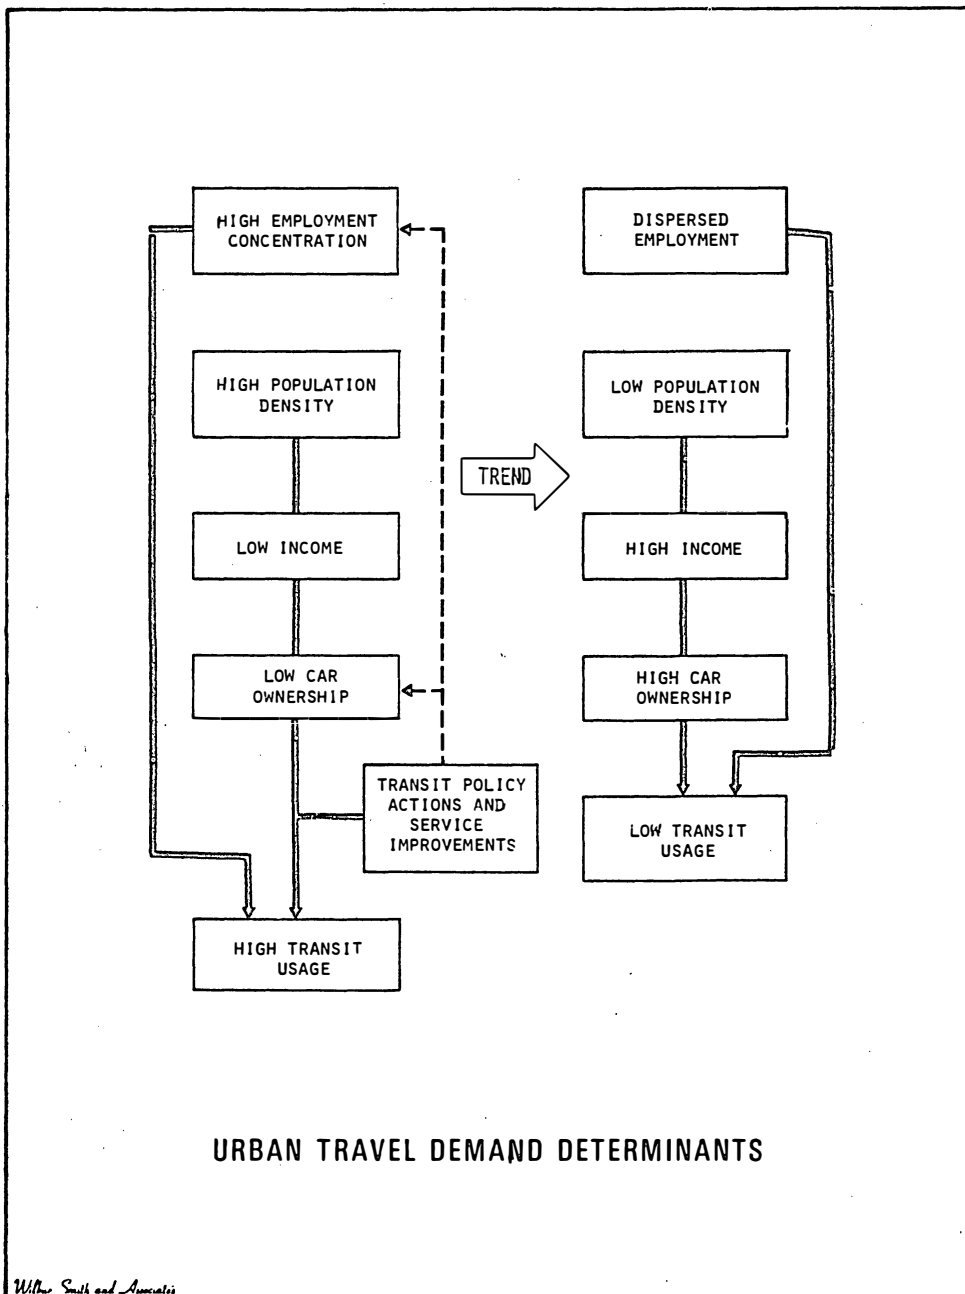 HIGH EMPLOYMENT
CONCENTRATION
HIGH POPULATION
DENSITY
LOW INCOME
LOW CAR
OWNERSHIP
TRANSIT POLICY
ACTIONS AND
SERVICE
IMPROVEMENTS
HIGH TRANSIT
USAGE
TREND
DISPERSED
EMPLOYMENT
LOW POPULATION
DENSITY
HIGH INCOME
HIGH CAR
OWNERSHIP
LOW TRANSIT
USAGE
URBAN TRAVEL DEMAND DETERMINANTS
Wilbur Smith and Associates